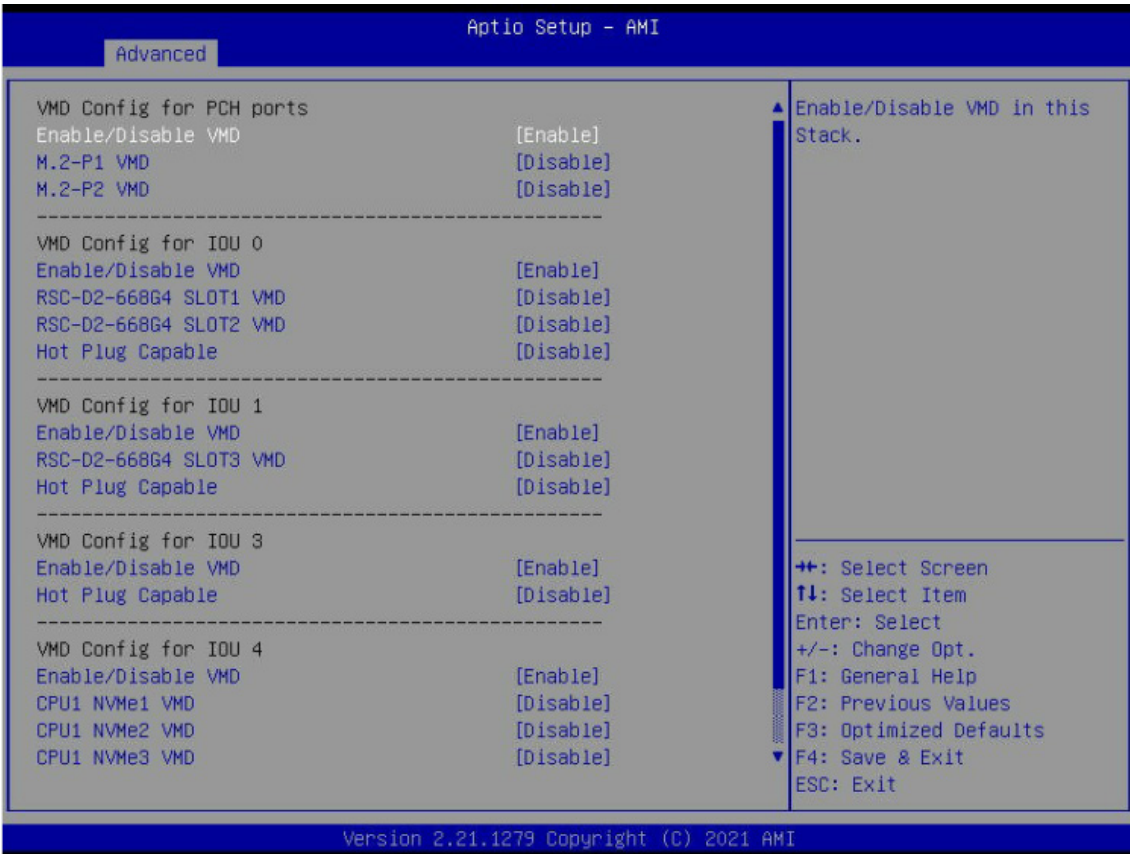 Aptio Setup – AMI
Advanced
VMD Config for PCH ports
Enable/Disable VMD [Enable]
M.2-P1 VMD [Disable]
M.2-P2 VMD [Disable]
------------------------------------------------------
VMD Config for IOU 0
Enable/Disable VMD [Enable]
RSC-D2-668G4 SLOT1 VMD [Disable]
RSC-D2-668G4 SLOT2 VMD [Disable]
Hot Plug Capable [Disable]
------------------------------------------------------
VMD Config for IOU 1
Enable/Disable VMD [Enable]
RSC-D2-668G4 SLOT3 VMD [Disable]
Hot Plug Capable [Disable]
------------------------------------------------------
VMD Config for IOU 3
Enable/Disable VMD [Enable]
Hot Plug Capable [Disable]
------------------------------------------------------
VMD Config for IOU 4
Enable/Disable VMD [Enable]
CPU1 NVMe1 VMD [Disable]
CPU1 NVMe2 VMD [Disable]
CPU1 NVMe3 VMD [Disable]
Enable/Disable VMD in this
Stack.
→←: Select Screen
↑↓: Select Item
Enter: Select
+/-: Change Opt.
F1: General Help
F2: Previous Values
F3: Optimized Defaults
F4: Save & Exit
ESC: Exit
Version 2.21.1279 Copyright (C) 2021 AMI